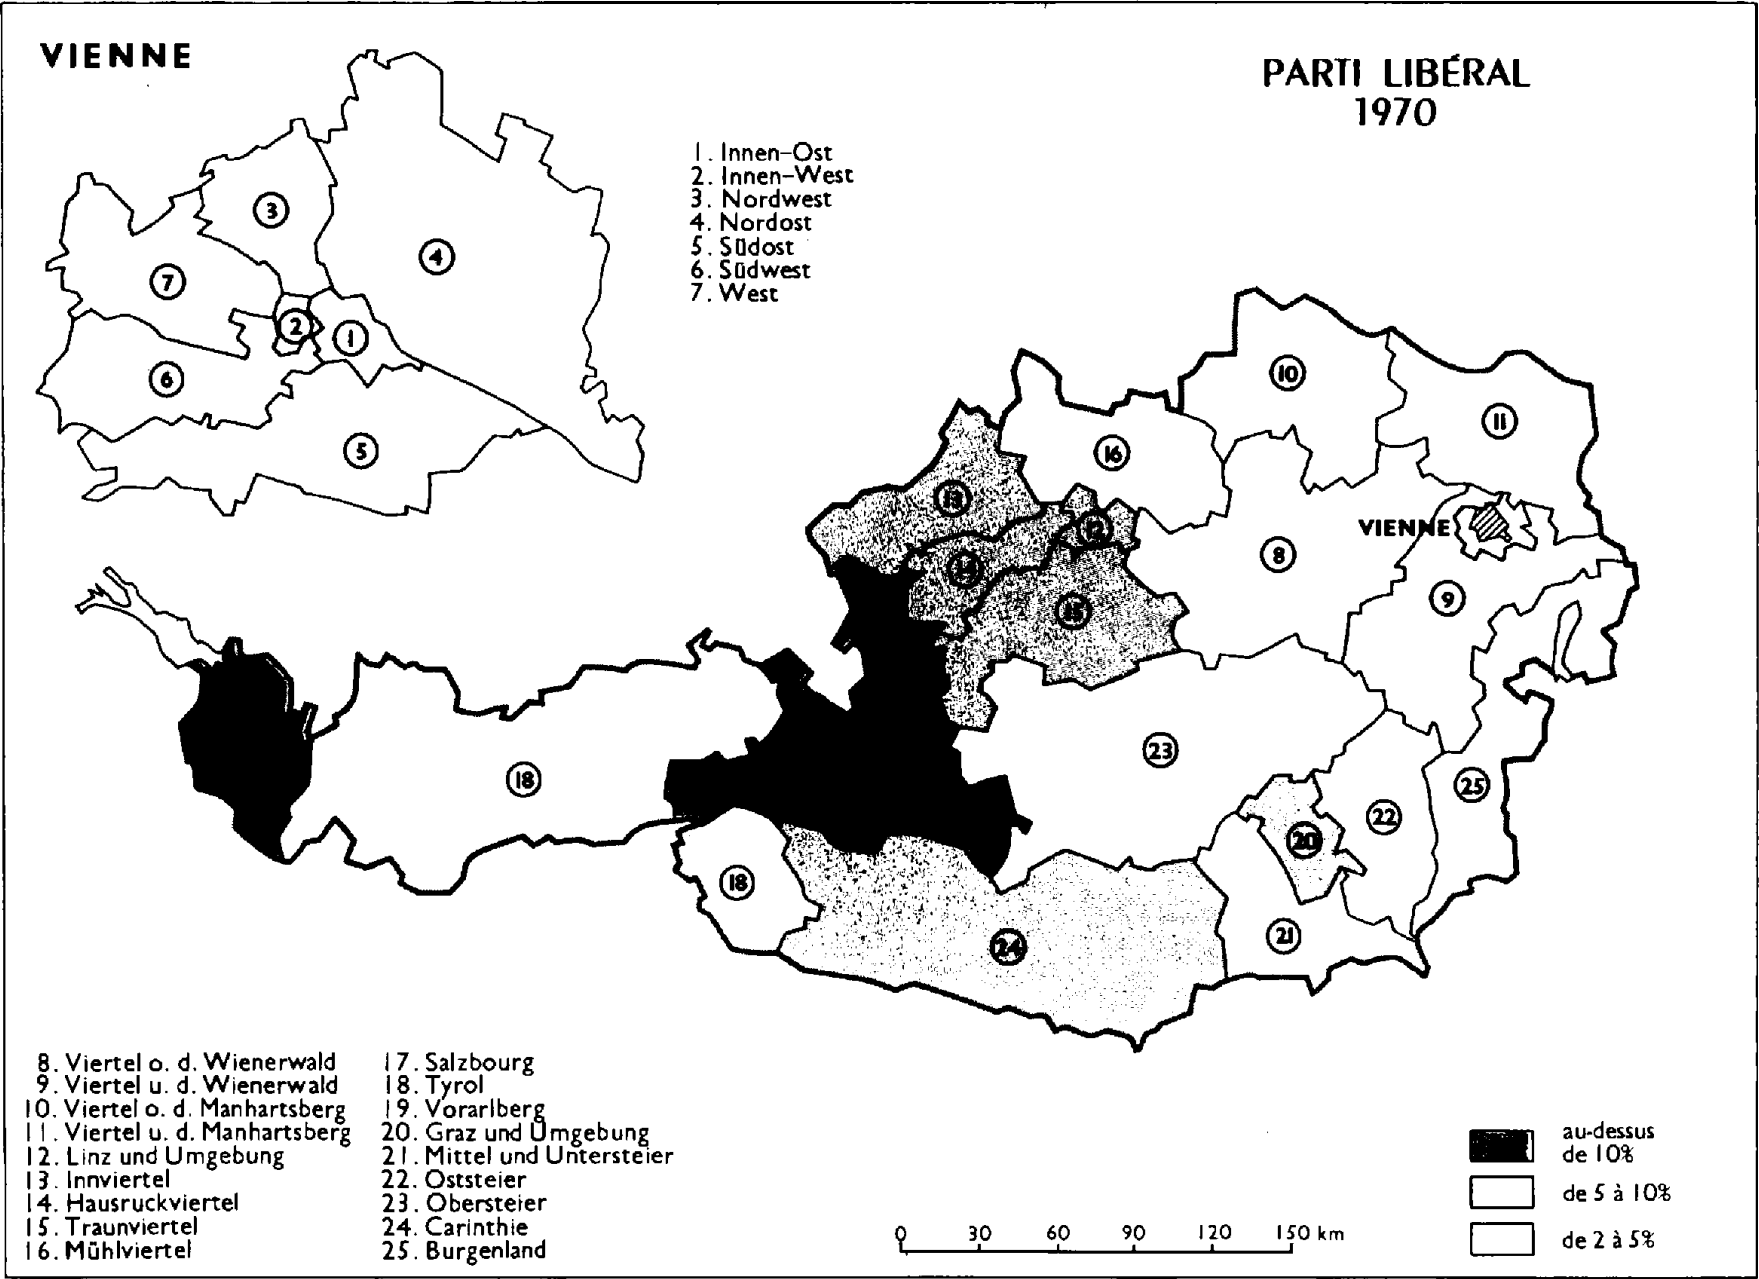 VIENNE
PARTI LIBÉRAL
1970
1. Innen-Ost
2. Innen-West
3. Nordwest
4. Nordost
5. Südost
6. Südwest
7. West
3
4
7
2
1
6
5
10
11
16
13
12
VIENNE
8
14
9
15
18
23
25
22
20
18
21
24
8. Viertel o. d. Wienerwald
9. Viertel u. d. Wienerwald
10. Viertel o. d. Manhartsberg
11. Viertel u. d. Manhartsberg
12. Linz und Umgebung
13. Innviertel
14. Hausruckviertel
15. Traunviertel
16. Mühlviertel
17. Salzbourg
18. Tyrol
19. Vorarlberg
20. Graz und Umgebung
21. Mittel und Untersteier
22. Oststeier
23. Obersteier
24. Carinthie
25. Burgenland
0 30 60 90 120 150 km
au-dessus
de 10%
de 5 à 10%
de 2 à 5%